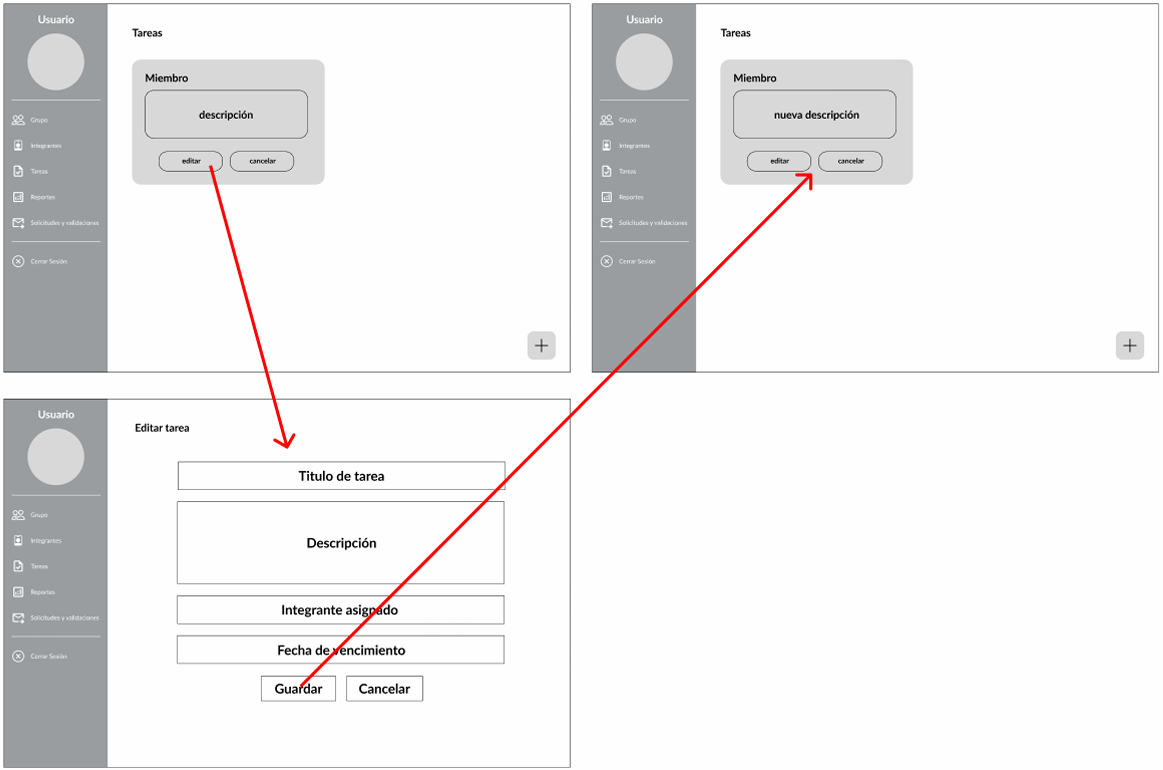 Usuario
Grupo
Integrantes
Tareas
Reportes
Solicitudes y validaciones
Cerrar Sesión
Tareas
Miembro
descripción
editar
cancelar
Usuario
Grupo
Integrantes
Tareas
Reportes
Solicitudes y validaciones
Cerrar Sesión
Tareas
Miembro
nueva descripción
editar
cancelar
Usuario
Grupo
Integrantes
Tareas
Reportes
Solicitudes y validaciones
Cerrar Sesión
Editar tarea
Titulo de tarea
Descripción
Integrante asignado
Fecha de vencimiento
Guardar
Cancelar